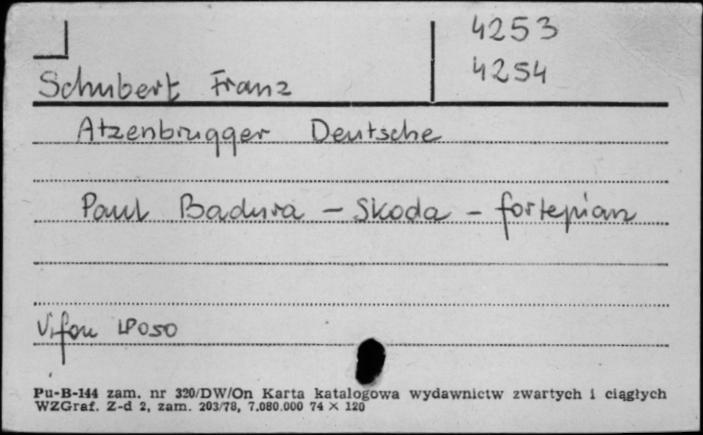 4253
4254
Schubert Franz
Atzenbrugger Deutsche
Paul Badura - Skoda - fortepian
Vifon LP050
Pu-B-144 zam. nr 320/DW/On Karta katalogowa wydawnictw zwartych i ciągłych
WZGraf. Z-d 2, zam. 203/78, 7.080.000 74 × 120